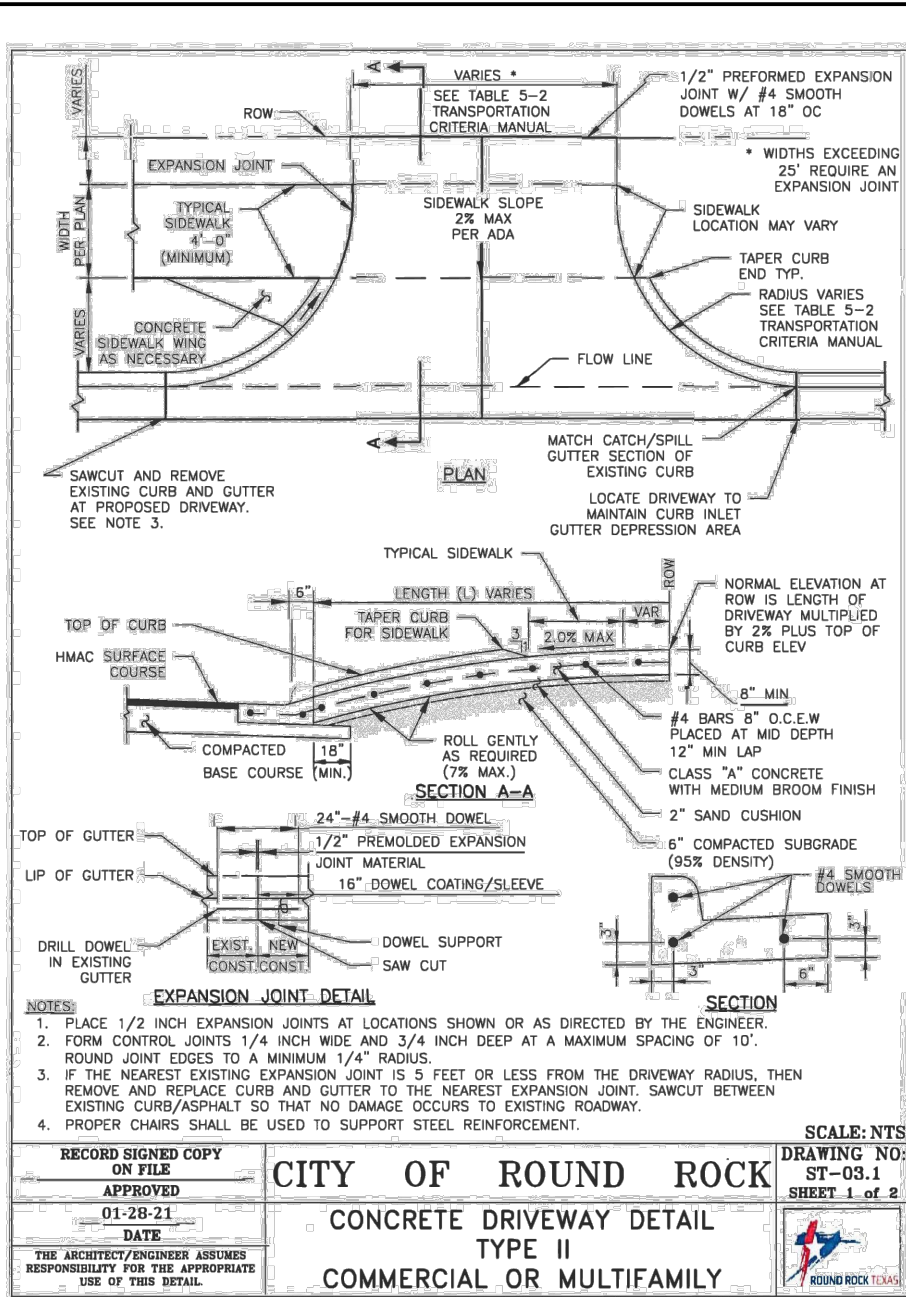 A
VARIES *
SEE TABLE 5-2
TRANSPORTATION
CRITERIA MANUAL
1/2" PREFORMED EXPANSION
JOINT W/ #4 SMOOTH
DOWELS AT 18" OC
VARIES
ROW
* WIDTHS EXCEEDING
25' REQUIRE AN
EXPANSION JOINT
EXPANSION JOINT
WIDTH
PER PLAN
TYPICAL
SIDEWALK
4'-0"
(MINIMUM)
SIDEWALK SLOPE
2% MAX
PER ADA
SIDEWALK
LOCATION MAY VARY
TAPER CURB
END TYP.
VARIES
CONCRETE
SIDEWALK WING
AS NECESSARY
RADIUS VARIES
SEE TABLE 5-2
TRANSPORTATION
CRITERIA MANUAL
FLOW LINE
A
SAWCUT AND REMOVE
EXISTING CURB AND GUTTER
AT PROPOSED DRIVEWAY.
SEE NOTE 3.
PLAN
MATCH CATCH/SPILL
GUTTER SECTION OF
EXISTING CURB
LOCATE DRIVEWAY TO
MAINTAIN CURB INLET
GUTTER DEPRESSION AREA
TYPICAL SIDEWALK
ROW
6"
LENGTH (L) VARIES
TAPER CURB
FOR SIDEWALK
3
1
2.0% MAX
VAR
NORMAL ELEVATION AT
ROW IS LENGTH OF
DRIVEWAY MULTIPLIED
BY 2% PLUS TOP OF
CURB ELEV
TOP OF CURB
HMAC SURFACE
COURSE
8" MIN
#4 BARS 8" O.C.E.W
PLACED AT MID DEPTH
12" MIN LAP
COMPACTED
BASE COURSE
18"
(MIN.)
ROLL GENTLY
AS REQUIRED
(7% MAX.)
CLASS "A" CONCRETE
WITH MEDIUM BROOM FINISH
SECTION A-A
2" SAND CUSHION
6" COMPACTED SUBGRADE
(95% DENSITY)
24"-#4 SMOOTH DOWEL
1/2" PREMOLDED EXPANSION
JOINT MATERIAL
16" DOWEL COATING/SLEEVE
TOP OF GUTTER
LIP OF GUTTER
DRILL DOWEL
IN EXISTING
GUTTER
EXIST.
CONST.
NEW
CONST.
DOWEL SUPPORT
SAW CUT
EXPANSION JOINT DETAIL
#4 SMOOTH
DOWELS
3"
3"
3"
6"
SECTION
NOTES:
1. PLACE 1/2 INCH EXPANSION JOINTS AT LOCATIONS SHOWN OR AS DIRECTED BY THE ENGINEER.
2. FORM CONTROL JOINTS 1/4 INCH WIDE AND 3/4 INCH DEEP AT A MAXIMUM SPACING OF 10'.
ROUND JOINT EDGES TO A MINIMUM 1/4" RADIUS.
3. IF THE NEAREST EXISTING EXPANSION JOINT IS 5 FEET OR LESS FROM THE DRIVEWAY RADIUS, THEN
REMOVE AND REPLACE CURB AND GUTTER TO THE NEAREST EXPANSION JOINT. SAWCUT BETWEEN
EXISTING CURB/ASPHALT SO THAT NO DAMAGE OCCURS TO EXISTING ROADWAY.
4. PROPER CHAIRS SHALL BE USED TO SUPPORT STEEL REINFORCEMENT.
SCALE: NTS
RECORD SIGNED COPY
ON FILE
APPROVED
01-28-21
DATE
THE ARCHITECT/ENGINEER ASSUMES
RESPONSIBILITY FOR THE APPROPRIATE
USE OF THIS DETAIL.
CITY OF ROUND ROCK
CONCRETE DRIVEWAY DETAIL
TYPE II
COMMERCIAL OR MULTIFAMILY
DRAWING NO:
ST-03.1
SHEET 1 of 2
ROUND ROCK TEXAS